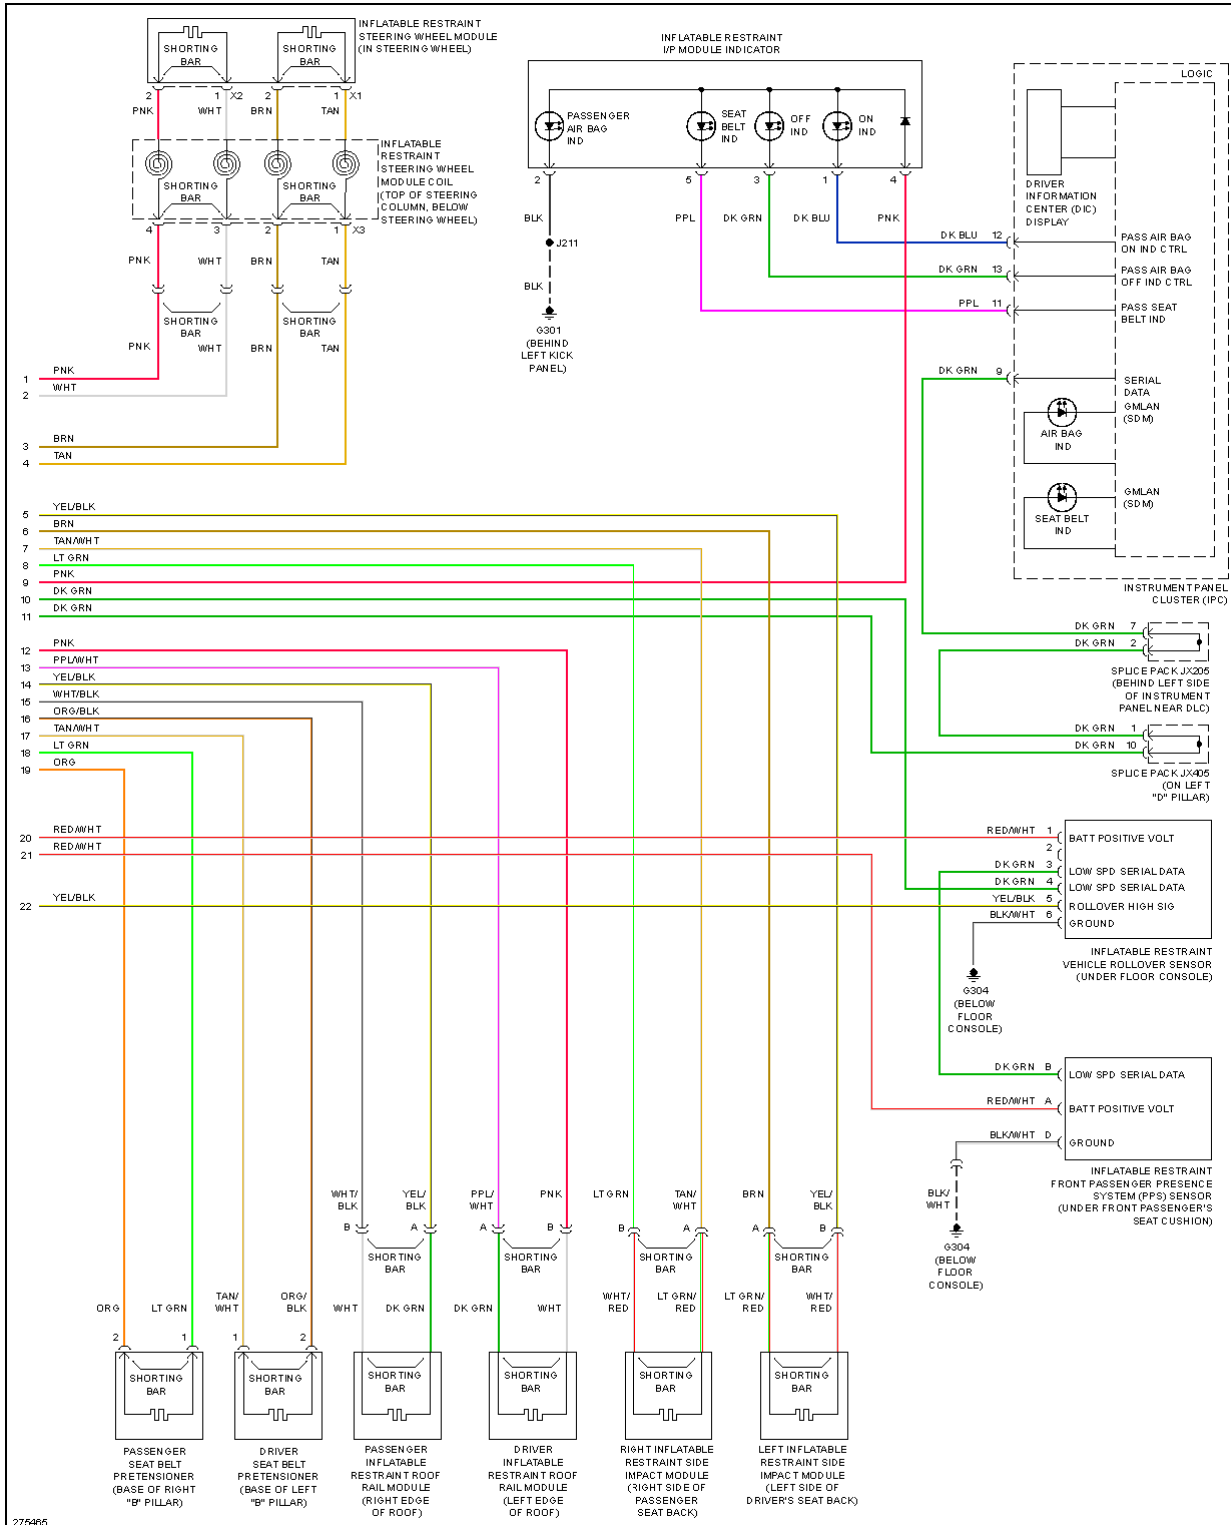 INFLATABLE RESTRAINT
STEERING WHEEL MODULE
(IN STEERING WHEEL)
SHORTING
BAR
SHORTING
BAR
2
1
X2
2
1
X1
PNK
WHT
BRN
TAN
INFLATABLE
RESTRAINT
STEERING WHEEL
MODULE COIL
(TOP OF STEERING
COLUMN, BELOW
STEERING WHEEL)
SHORTING
BAR
SHORTING
BAR
4
3
2
1
X3
PNK
WHT
BRN
TAN
SHORTING
BAR
SHORTING
BAR
PNK
WHT
BRN
TAN
INFLATABLE RESTRAINT
I/P MODULE INDICATOR
PASSENGER
AIR BAG
IND
SEAT
BELT
IND
OFF
IND
ON
IND
2
5
3
1
4
BLK
PPL
DK GRN
DK BLU
PNK
J211
BLK
G301
(BEHIND
LEFT KICK
PANEL)
LOGIC
DRIVER
INFORMATION
CENTER (DIC)
DISPLAY
DK BLU 12
PASS AIR BAG
ON IND CTRL
DK GRN 13
PASS AIR BAG
OFF IND CTRL
PPL 11
PASS SEAT
BELT IND
DK GRN 9
SERIAL
DATA
GMLAN
(SDM)
AIR BAG
IND
GMLAN
(SDM)
SEAT BELT
IND
INSTRUMENT PANEL
CLUSTER (IPC)
1 PNK
2 WHT
3 BRN
4 TAN
5 YEL/BLK
6 BRN
7 TAN/WHT
8 LT GRN
9 PNK
10 DK GRN
11 DK GRN
12 PNK
13 PPL/WHT
14 YEL/BLK
15 WHT/BLK
16 ORG/BLK
17 TAN/WHT
18 LT GRN
19 ORG
20 RED/WHT
21 RED/WHT
22 YEL/BLK
DK GRN 7
DK GRN 2
SPLICE PACK JX205
(BEHIND LEFT SIDE
OF INSTRUMENT
PANEL NEAR DLC)
DK GRN 1
DK GRN 10
SPLICE PACK JX405
(ON LEFT
"D" PILLAR)
RED/WHT 1 BATT POSITIVE VOLT
2
DK GRN 3 LOW SPD SERIAL DATA
DK GRN 4 LOW SPD SERIAL DATA
YEL/BLK 5 ROLLOVER HIGH SIG
BLK/WHT 6 GROUND
INFLATABLE RESTRAINT
VEHICLE ROLLOVER SENSOR
(UNDER FLOOR CONSOLE)
G304
(BELOW
FLOOR
CONSOLE)
DK GRN B LOW SPD SERIAL DATA
RED/WHT A BATT POSITIVE VOLT
BLK/WHT D GROUND
INFLATABLE RESTRAINT
FRONT PASSENGER PRESENCE
SYSTEM (PPS) SENSOR
(UNDER FRONT PASSENGER'S
SEAT CUSHION)
BLK/
WHT
G304
(BELOW
FLOOR
CONSOLE)
WHT/
BLK
YEL/
BLK
PPL/
WHT
PNK
LT GRN
TAN/
WHT
BRN
YEL/
BLK
B
A
A
B
B
A
A
B
SHORTING
BAR
SHORTING
BAR
SHORTING
BAR
SHORTING
BAR
ORG
LT GRN
TAN/
WHT
ORG/
BLK
WHT
DK GRN
DK GRN
WHT
WHT/
RED
LT GRN/
RED
LT GRN/
RED
WHT/
RED
2
1
1
2
SHORTING
BAR
SHORTING
BAR
SHORTING
BAR
SHORTING
BAR
SHORTING
BAR
SHORTING
BAR
PASSENGER
SEAT BELT
PRETENSIONER
(BASE OF RIGHT
"B" PILLAR)
DRIVER
SEAT BELT
PRETENSIONER
(BASE OF LEFT
"B" PILLAR)
PASSENGER
INFLATABLE
RESTRAINT ROOF
RAIL MODULE
(RIGHT EDGE
OF ROOF)
DRIVER
INFLATABLE
RESTRAINT ROOF
RAIL MODULE
(LEFT EDGE
OF ROOF)
RIGHT INFLATABLE
RESTRAINT SIDE
IMPACT MODULE
(RIGHT SIDE OF
PASSENGER
SEAT BACK)
LEFT INFLATABLE
RESTRAINT SIDE
IMPACT MODULE
(LEFT SIDE OF
DRIVER'S SEAT BACK)
275465